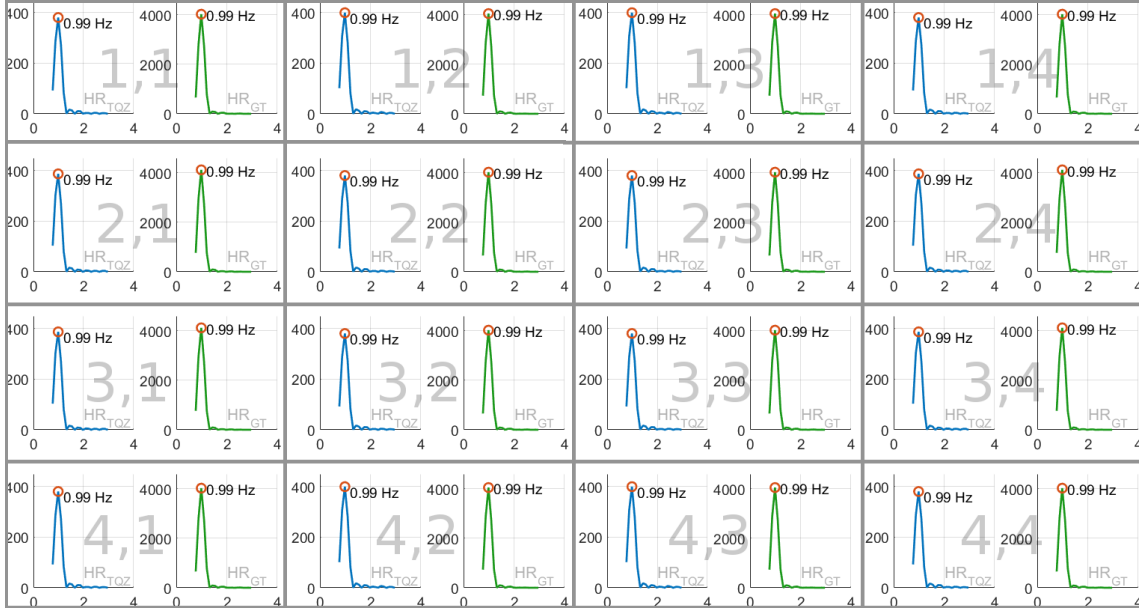 400 0.99 Hz 4000 0.99 Hz 400 0.99 Hz 4000 0.99 Hz 400 0.99 Hz 4000 0.99 Hz 400 0.99 Hz 4000 0.99 Hz
200 1,1 2000 200 1,2 2000 200 1,3 2000 200 1,4 2000
HRTQZ HRGT HRTQZ HRGT HRTQZ HRGT HRTQZ HRGT
0 0 0 0 0 0 0 0
0 2 4 0 2 4 0 2 4 0 2 4 0 2 4 0 2 4 0 2 4 0 2 4
400 0.99 Hz 4000 0.99 Hz 400 0.99 Hz 4000 0.99 Hz 400 0.99 Hz 4000 0.99 Hz 400 0.99 Hz 4000 0.99 Hz
200 2,1 2000 200 2,2 2000 200 2,3 2000 200 2,4 2000
HRTQZ HRGT HRTQZ HRGT HRTQZ HRGT HRTQZ HRGT
0 0 0 0 0 0 0 0
0 2 4 0 2 4 0 2 4 0 2 4 0 2 4 0 2 4 0 2 4 0 2 4
400 0.99 Hz 4000 0.99 Hz 400 0.99 Hz 4000 0.99 Hz 400 0.99 Hz 4000 0.99 Hz 400 0.99 Hz 4000 0.99 Hz
200 3,1 2000 200 3,2 2000 200 3,3 2000 200 3,4 2000
HRTQZ HRGT HRTQZ HRGT HRTQZ HRGT HRTQZ HRGT
0 0 0 0 0 0 0 0
0 2 4 0 2 4 0 2 4 0 2 4 0 2 4 0 2 4 0 2 4 0 2 4
400 0.99 Hz 4000 0.99 Hz 400 0.99 Hz 4000 0.99 Hz 400 0.99 Hz 4000 0.99 Hz 400 0.99 Hz 4000 0.99 Hz
200 4,1 2000 200 4,2 2000 200 4,3 2000 200 4,4 2000
HRTQZ HRGT HRTQZ HRGT HRTQZ HRGT HRTQZ HRGT
0 0 0 0 0 0 0 0
0 2 4 0 2 4 0 2 4 0 2 4 0 2 4 0 2 4 0 2 4 0 2 4